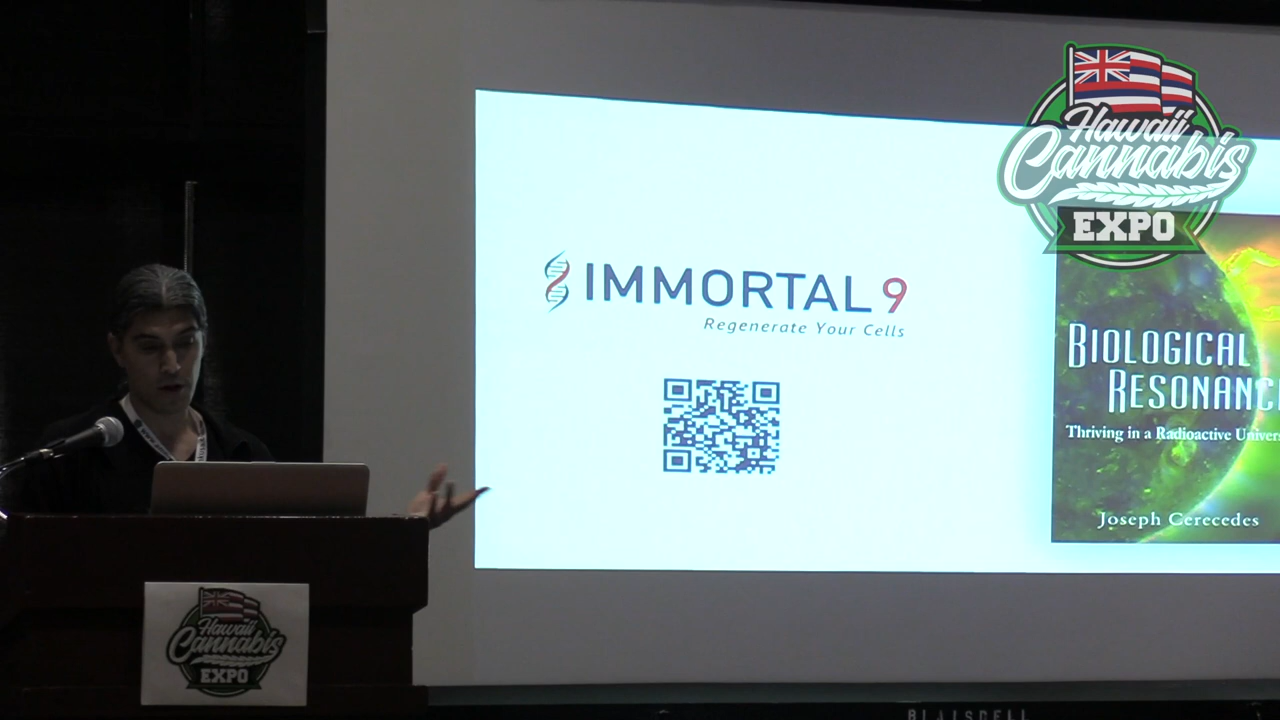 Hawaii
Cannabis
EXPO
IMMORTAL 9
Regenerate Your Cells
BIOLOGICAL
RESONANC
Thriving in a Radioactive Univers
Joseph Cerecedes
Hawaii
Cannabis
EXPO
BLAISDELL